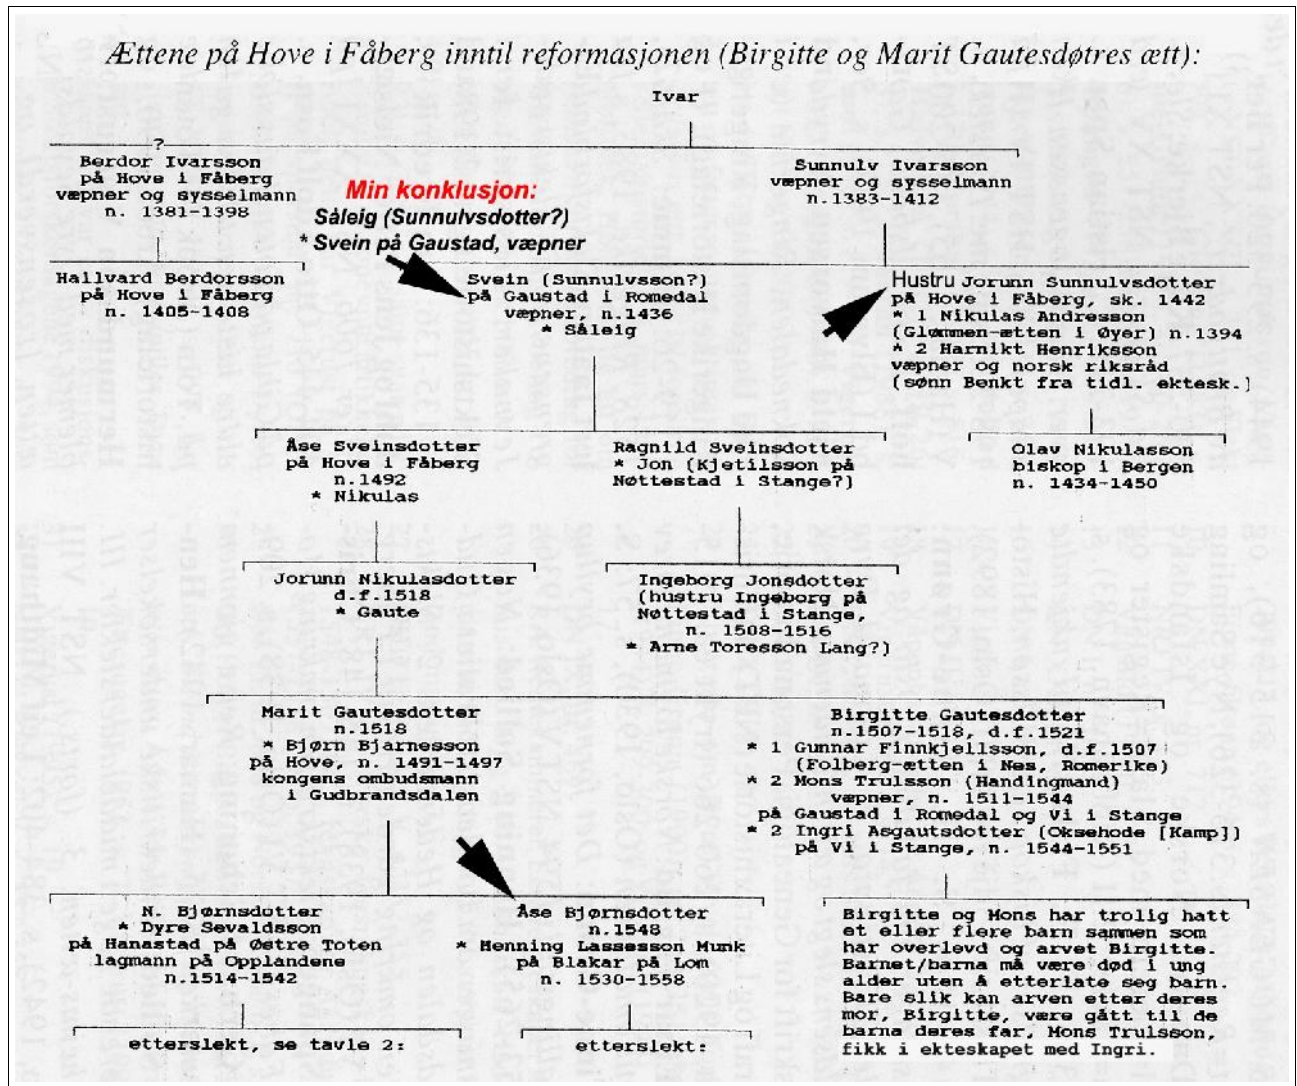 Ættene på Hove i Fåberg inntil reformasjonen (Birgitte og Marit Gautesdøtres ætt):
Ivar
?
Berdor Ivarsson
på Hove i Fåberg
væpner og sysselmann
n. 1381-1398
Sunnulv Ivarsson
væpner og sysselmann
n.1383-1412
Min konklusjon:
Såleig (Sunnulvsdotter?)
* Svein på Gaustad, væpner
Hallvard Berdorsson
på Hove i Fåberg
n. 1405-1408
Svein (Sunnulvsson?)
på Gaustad i Romedal
væpner, n.1436
* Såleig
Hustru Jorunn Sunnulvsdotter
på Hove i Fåberg, sk. 1442
* 1 Nikulas Andresson
(Glømmen-ætten i Øyer) n.1394
* 2 Harnikt Henriksson
væpner og norsk riksråd
(sønn Benkt fra tidl. ektesk.)
Åse Sveinsdotter
på Hove i Fåberg
n.1492
* Nikulas
Ragnild Sveinsdotter
* Jon (Kjetilsson på
Nøttestad i Stange?)
Olav Nikulasson
biskop i Bergen
n. 1434-1450
Jorunn Nikulasdotter
d.f.1518
* Gaute
Ingeborg Jonsdotter
(hustru Ingeborg på
Nøttestad i Stange,
n. 1508-1516
* Arne Toresson Lang?)
Marit Gautesdotter
n.1518
* Bjørn Bjarnesson
på Hove, n. 1491-1497
kongens ombudsmann
i Gudbrandsdalen
Birgitte Gautesdotter
n.1507-1518, d.f.1521
* 1 Gunnar Finnkjellsson, d.f.1507
(Folberg-ætten i Nes, Romerike)
* 2 Mons Trulsson (Handingmand)
væpner, n. 1511-1544
på Gaustad i Romedal og Vi i Stange
* 2 Ingri Asgautsdotter (Oksehode [Kamp])
på Vi i Stange, n. 1544-1551
N. Bjørnsdotter
* Dyre Sevaldsson
på Hanastad på Østre Toten
lagmann på Opplandene
n.1514-1542
Åse Bjørnsdotter
n.1548
* Henning Lassesson Munk
på Blakar på Lom
n. 1530-1558
Birgitte og Mons har trolig hatt
et eller flere barn sammen som
har overlevd og arvet Birgitte.
Barnet/barna må være død i ung
alder uten å etterlate seg barn.
Bare slik kan arven etter deres
mor, Birgitte, være gått til de
barna deres far, Mons Trulsson,
fikk i ekteskapet med Ingri.
etterslekt, se tavle 2:
etterslekt: